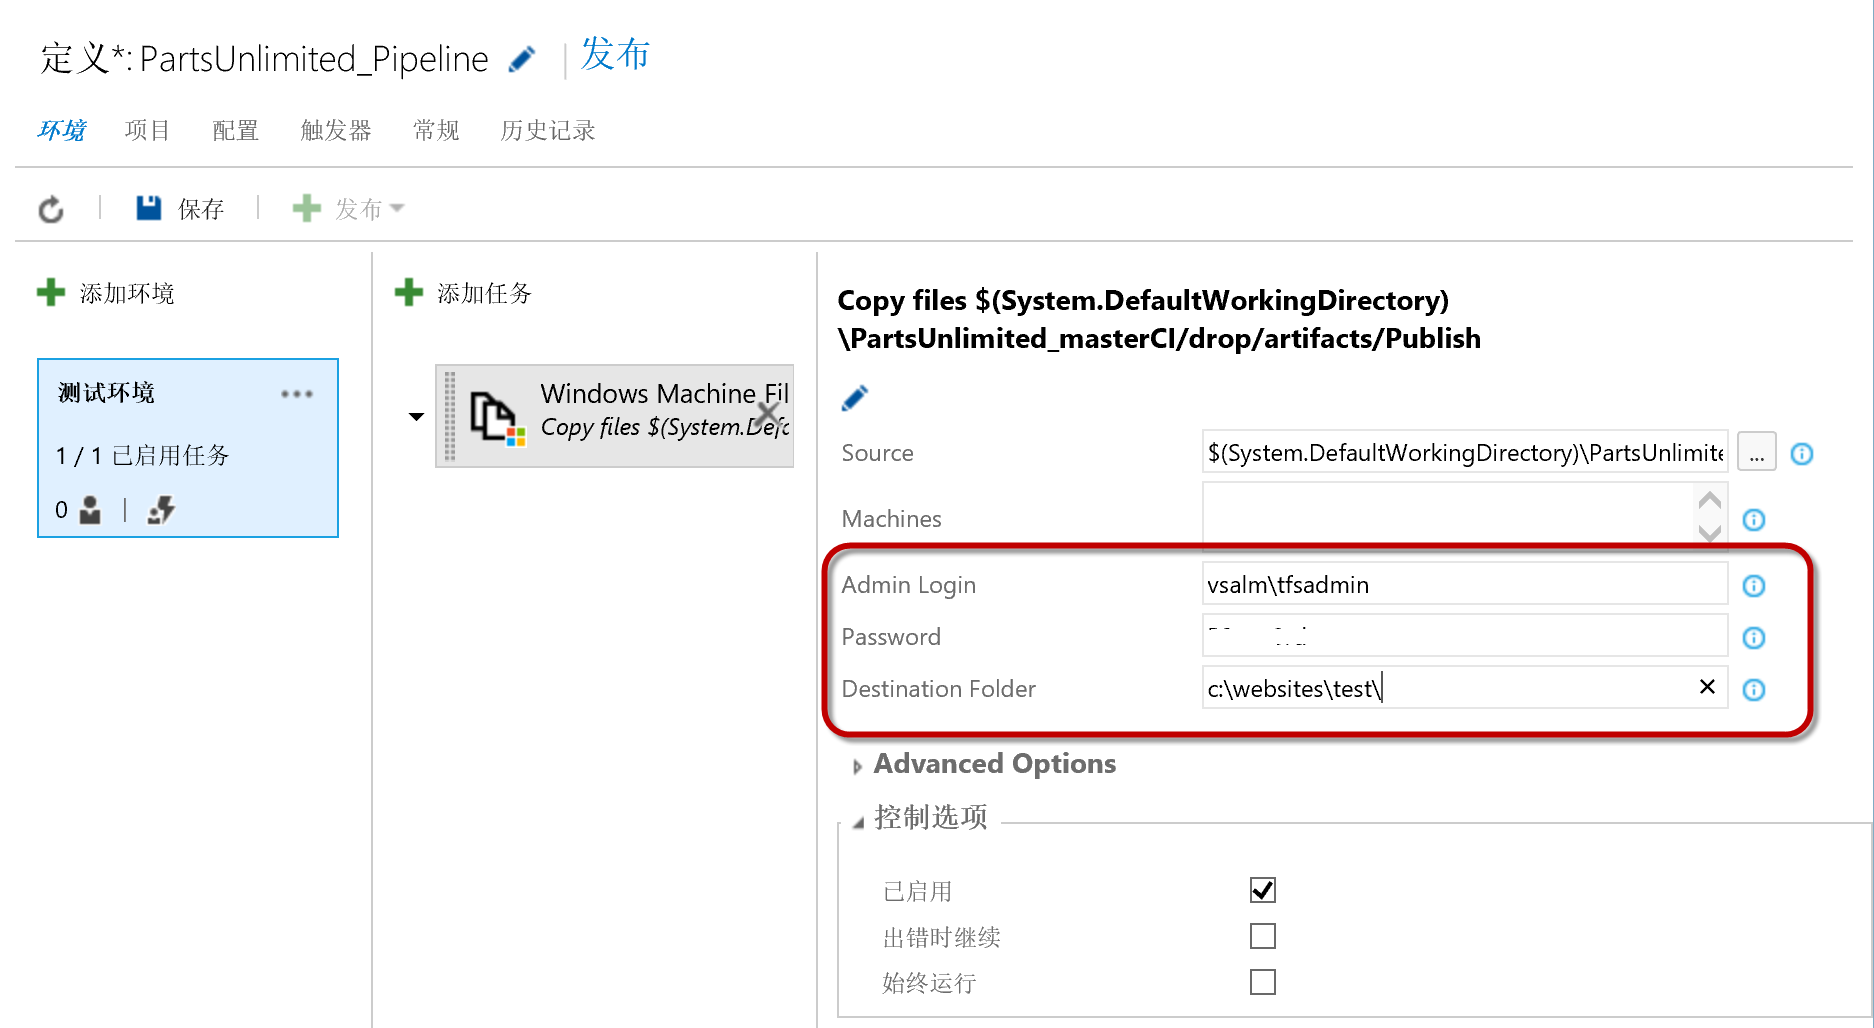 定义*: PartsUnlimited_Pipeline | 发布
环境 项目 配置 触发器 常规 历史记录
保存 发布
添加环境
测试环境
1 / 1 已启用任务
0
添加任务
Windows Machine Fil
Copy files $(System.Defc
Copy files $(System.DefaultWorkingDirectory)
\PartsUnlimited_masterCI/drop/artifacts/Publish
Source $(System.DefaultWorkingDirectory)\PartsUnlimite ...
Machines
Admin Login vsalm\tfsadmin
Password
Destination Folder c:\websites\test\
Advanced Options
控制选项
已启用
出错时继续
始终运行